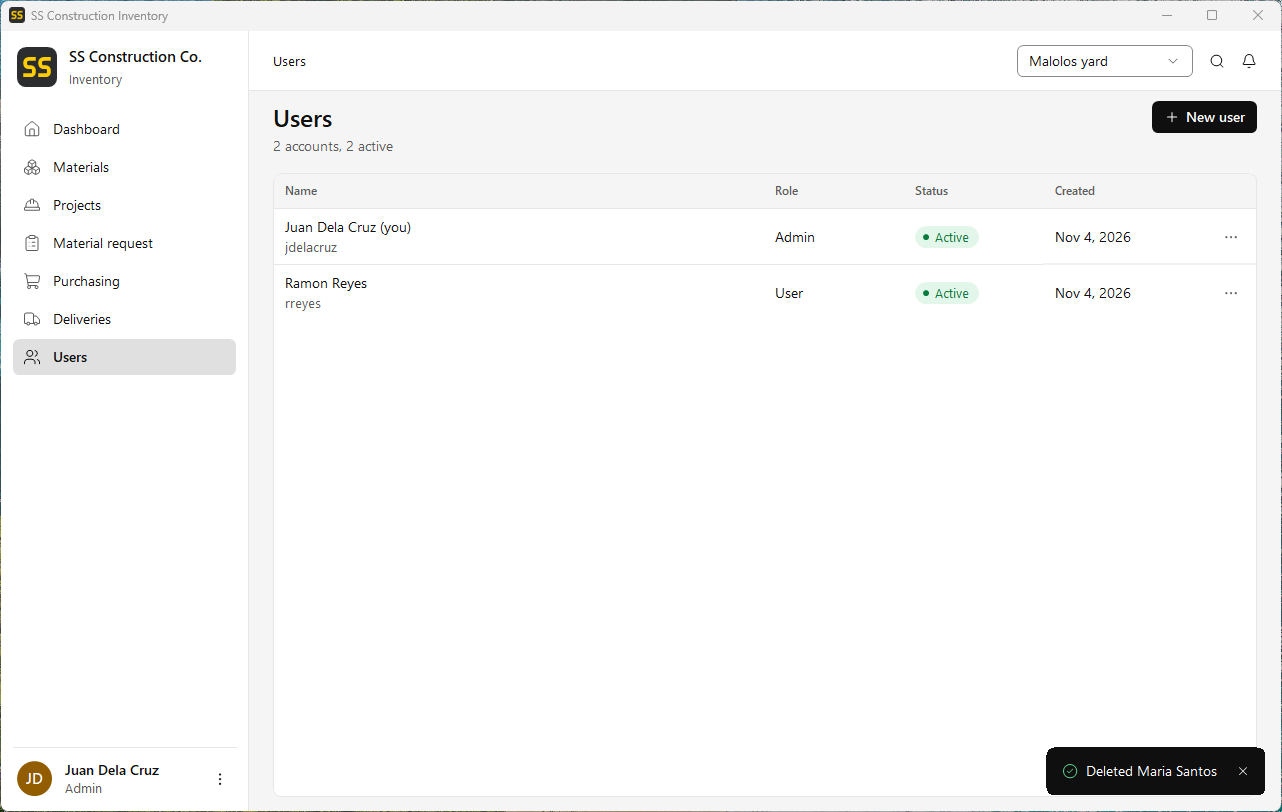 SS Construction Inventory
SS
SS Construction Co.
Inventory
Dashboard
Materials
Projects
Material request
Purchasing
Deliveries
Users
JD
Juan Dela Cruz
Admin
Users
Malolos yard
Users
2 accounts, 2 active
New user
Name Role Status Created
Juan Dela Cruz (you)
jdelacruz
Admin Active Nov 4, 2026
Ramon Reyes
rreyes
User Active Nov 4, 2026
Deleted Maria Santos